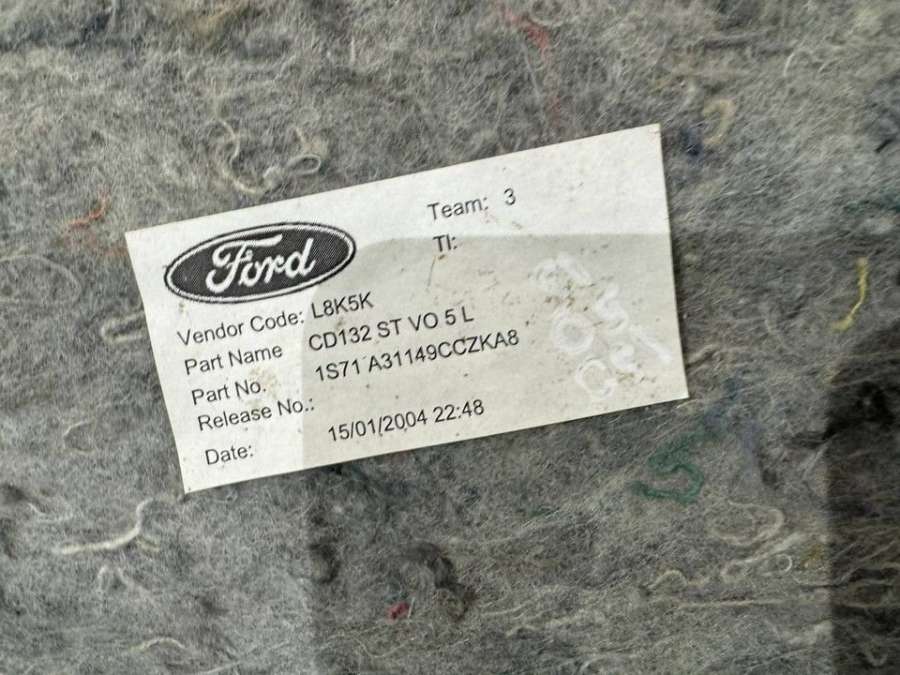 Ford
Team: 3
TI:
Vendor Code: L8K5K
Part Name CD132 ST VO 5 L
Part No. 1S71 A31149CCZKA8
Release No.:
Date: 15/01/2004 22:48